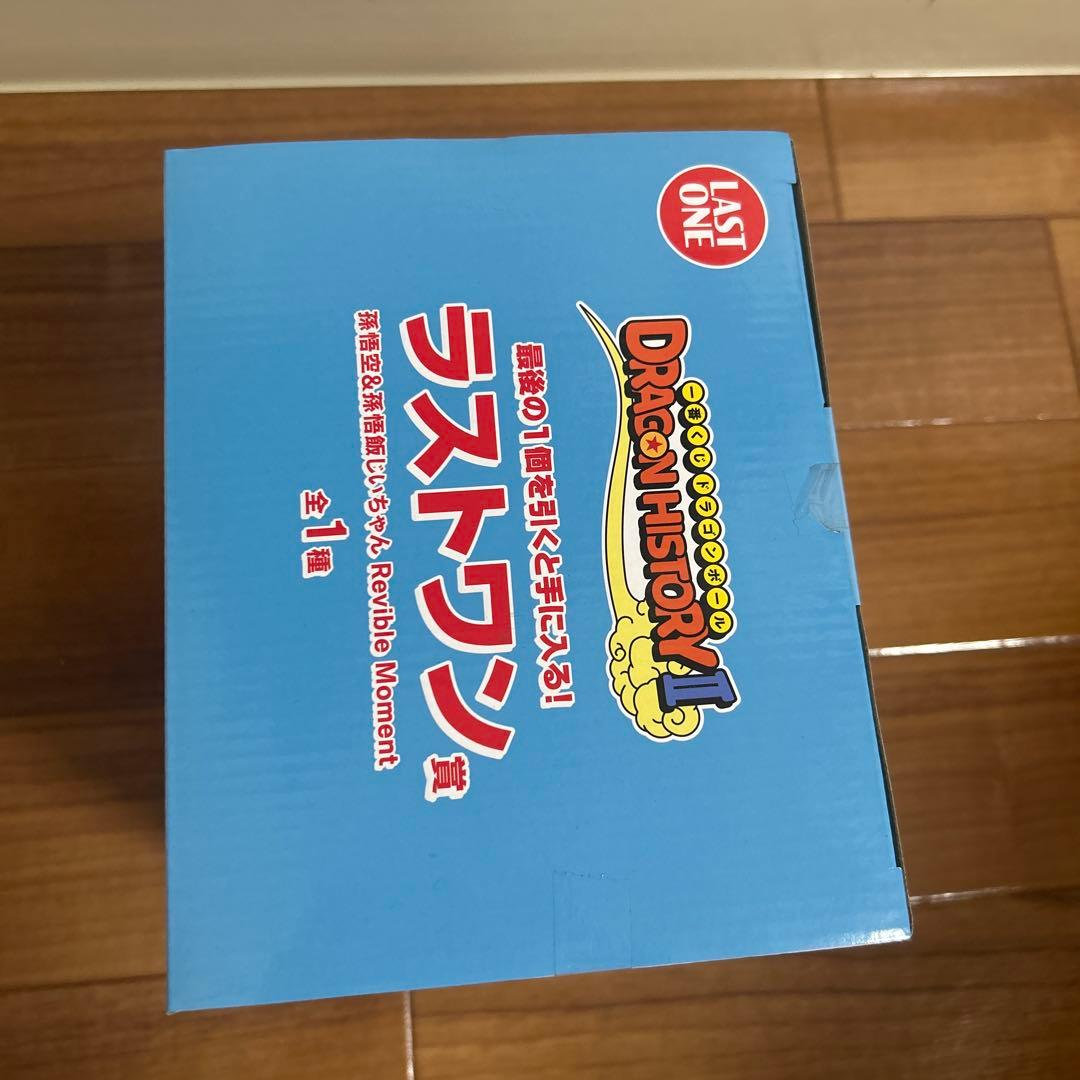 LAST
ONE
一番くじドラゴンボール
DRAGON HISTORY II
最後の1個を引くと手に入る!
ラストワン賞
孫悟空&孫悟飯じいちゃん Revible Moment
全1種